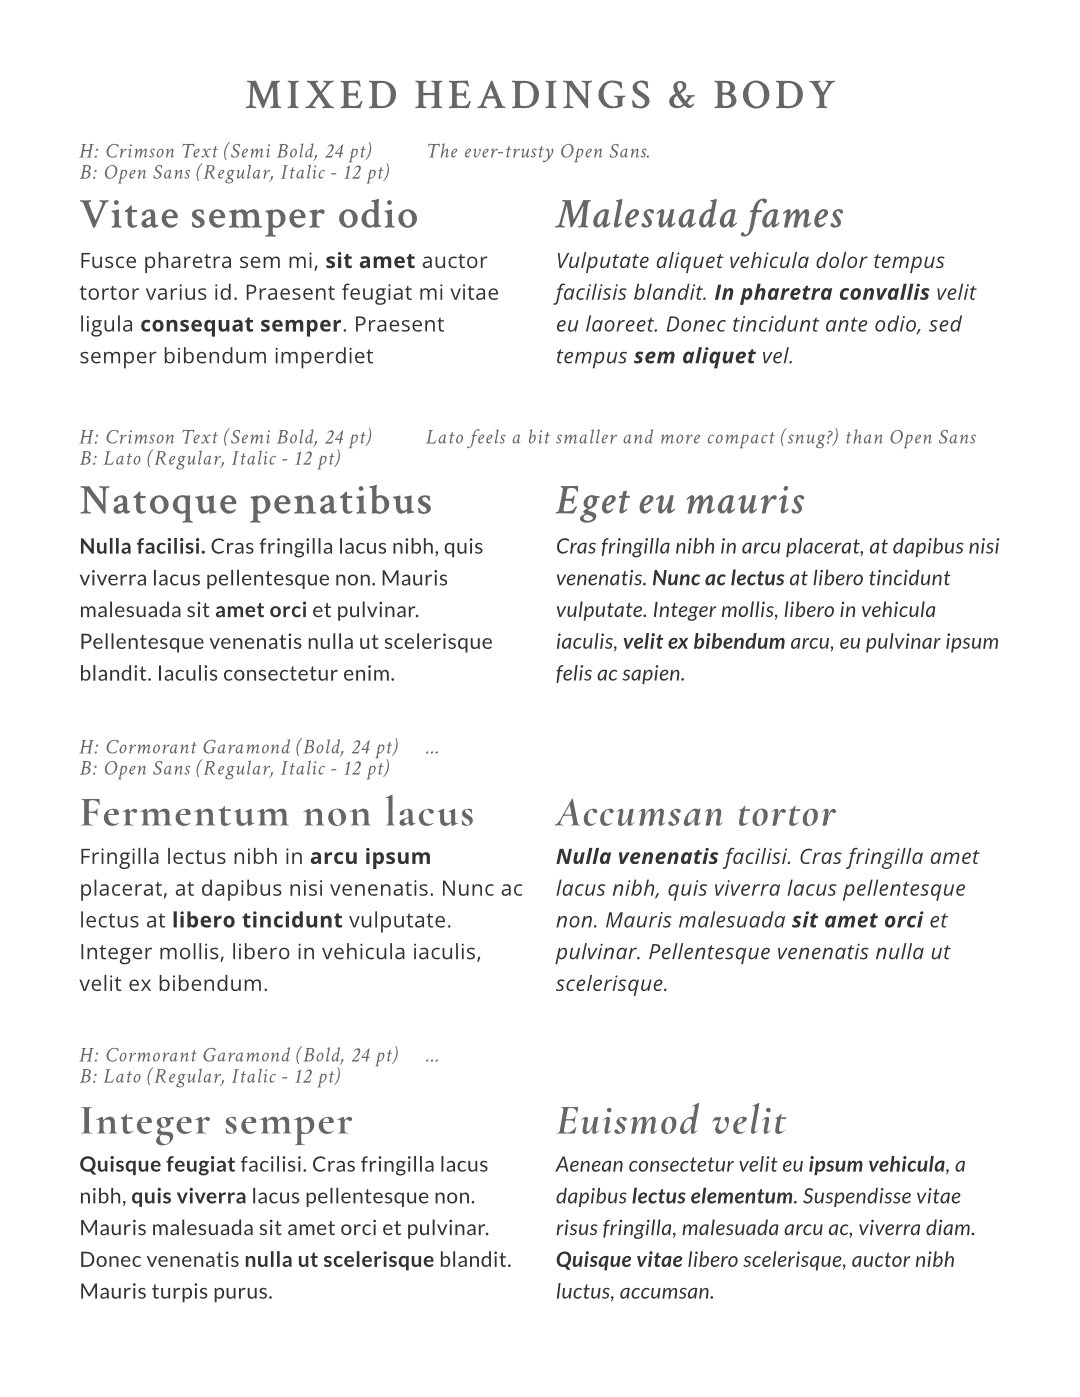 MIXED HEADINGS & BODY
H: Crimson Text (Semi Bold, 24 pt)
B: Open Sans (Regular, Italic - 12 pt)
The ever-trusty Open Sans.
Vitae semper odio
Fusce pharetra sem mi, sit amet auctor
tortor varius id. Praesent feugiat mi vitae
ligula consequat semper. Praesent
semper bibendum imperdiet
Malesuada fames
Vulputate aliquet vehicula dolor tempus
facilisis blandit. In pharetra convallis velit
eu laoreet. Donec tincidunt ante odio, sed
tempus sem aliquet vel.
H: Crimson Text (Semi Bold, 24 pt)
B: Lato (Regular, Italic - 12 pt)
Lato feels a bit smaller and more compact (snug?) than Open Sans
Natoque penatibus
Nulla facilisi. Cras fringilla lacus nibh, quis
viverra lacus pellentesque non. Mauris
malesuada sit amet orci et pulvinar.
Pellentesque venenatis nulla ut scelerisque
blandit. Iaculis consectetur enim.
Eget eu mauris
Cras fringilla nibh in arcu placerat, at dapibus nisi
venenatis. Nunc ac lectus at libero tincidunt
vulputate. Integer mollis, libero in vehicula
iaculis, velit ex bibendum arcu, eu pulvinar ipsum
felis ac sapien.
H: Cormorant Garamond (Bold, 24 pt)
B: Open Sans (Regular, Italic - 12 pt)
...
Fermentum non lacus
Fringilla lectus nibh in arcu ipsum
placerat, at dapibus nisi venenatis. Nunc ac
lectus at libero tincidunt vulputate.
Integer mollis, libero in vehicula iaculis,
velit ex bibendum.
Accumsan tortor
Nulla venenatis facilisi. Cras fringilla amet
lacus nibh, quis viverra lacus pellentesque
non. Mauris malesuada sit amet orci et
pulvinar. Pellentesque venenatis nulla ut
scelerisque.
H: Cormorant Garamond (Bold, 24 pt)
B: Lato (Regular, Italic - 12 pt)
...
Integer semper
Quisque feugiat facilisi. Cras fringilla lacus
nibh, quis viverra lacus pellentesque non.
Mauris malesuada sit amet orci et pulvinar.
Donec venenatis nulla ut scelerisque blandit.
Mauris turpis purus.
Euismod velit
Aenean consectetur velit eu ipsum vehicula, a
dapibus lectus elementum. Suspendisse vitae
risus fringilla, malesuada arcu ac, viverra diam.
Quisque vitae libero scelerisque, auctor nibh
luctus, accumsan.